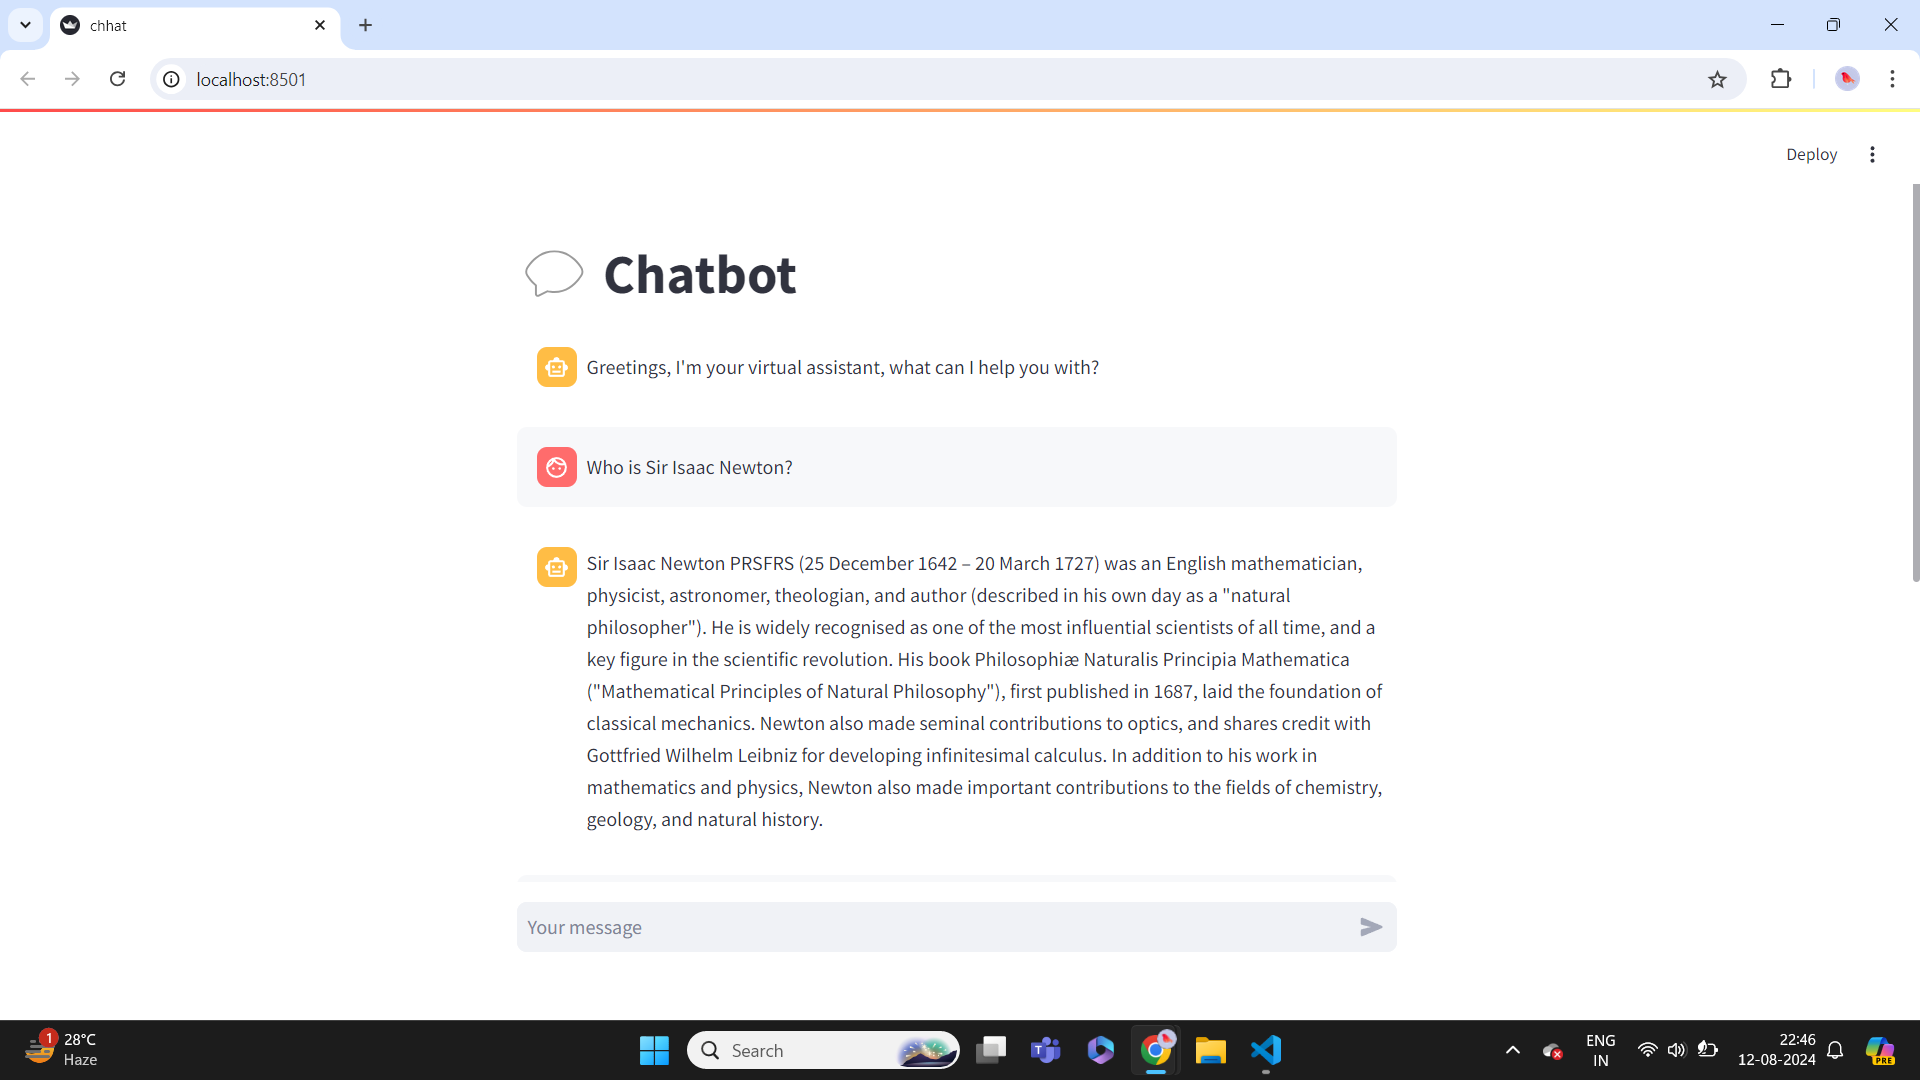 chhat
localhost:8501
Deploy
Chatbot
Greetings, I'm your virtual assistant, what can I help you with?
Who is Sir Isaac Newton?
Sir Isaac Newton PRSFRS (25 December 1642 – 20 March 1727) was an English mathematician,
physicist, astronomer, theologian, and author (described in his own day as a "natural
philosopher"). He is widely recognised as one of the most influential scientists of all time, and a
key figure in the scientific revolution. His book Philosophiæ Naturalis Principia Mathematica
("Mathematical Principles of Natural Philosophy"), first published in 1687, laid the foundation of
classical mechanics. Newton also made seminal contributions to optics, and shares credit with
Gottfried Wilhelm Leibniz for developing infinitesimal calculus. In addition to his work in
mathematics and physics, Newton also made important contributions to the fields of chemistry,
geology, and natural history.
Your message
1
28°C
Haze
Search
T
ENG
IN
22:46
12-08-2024
PRE